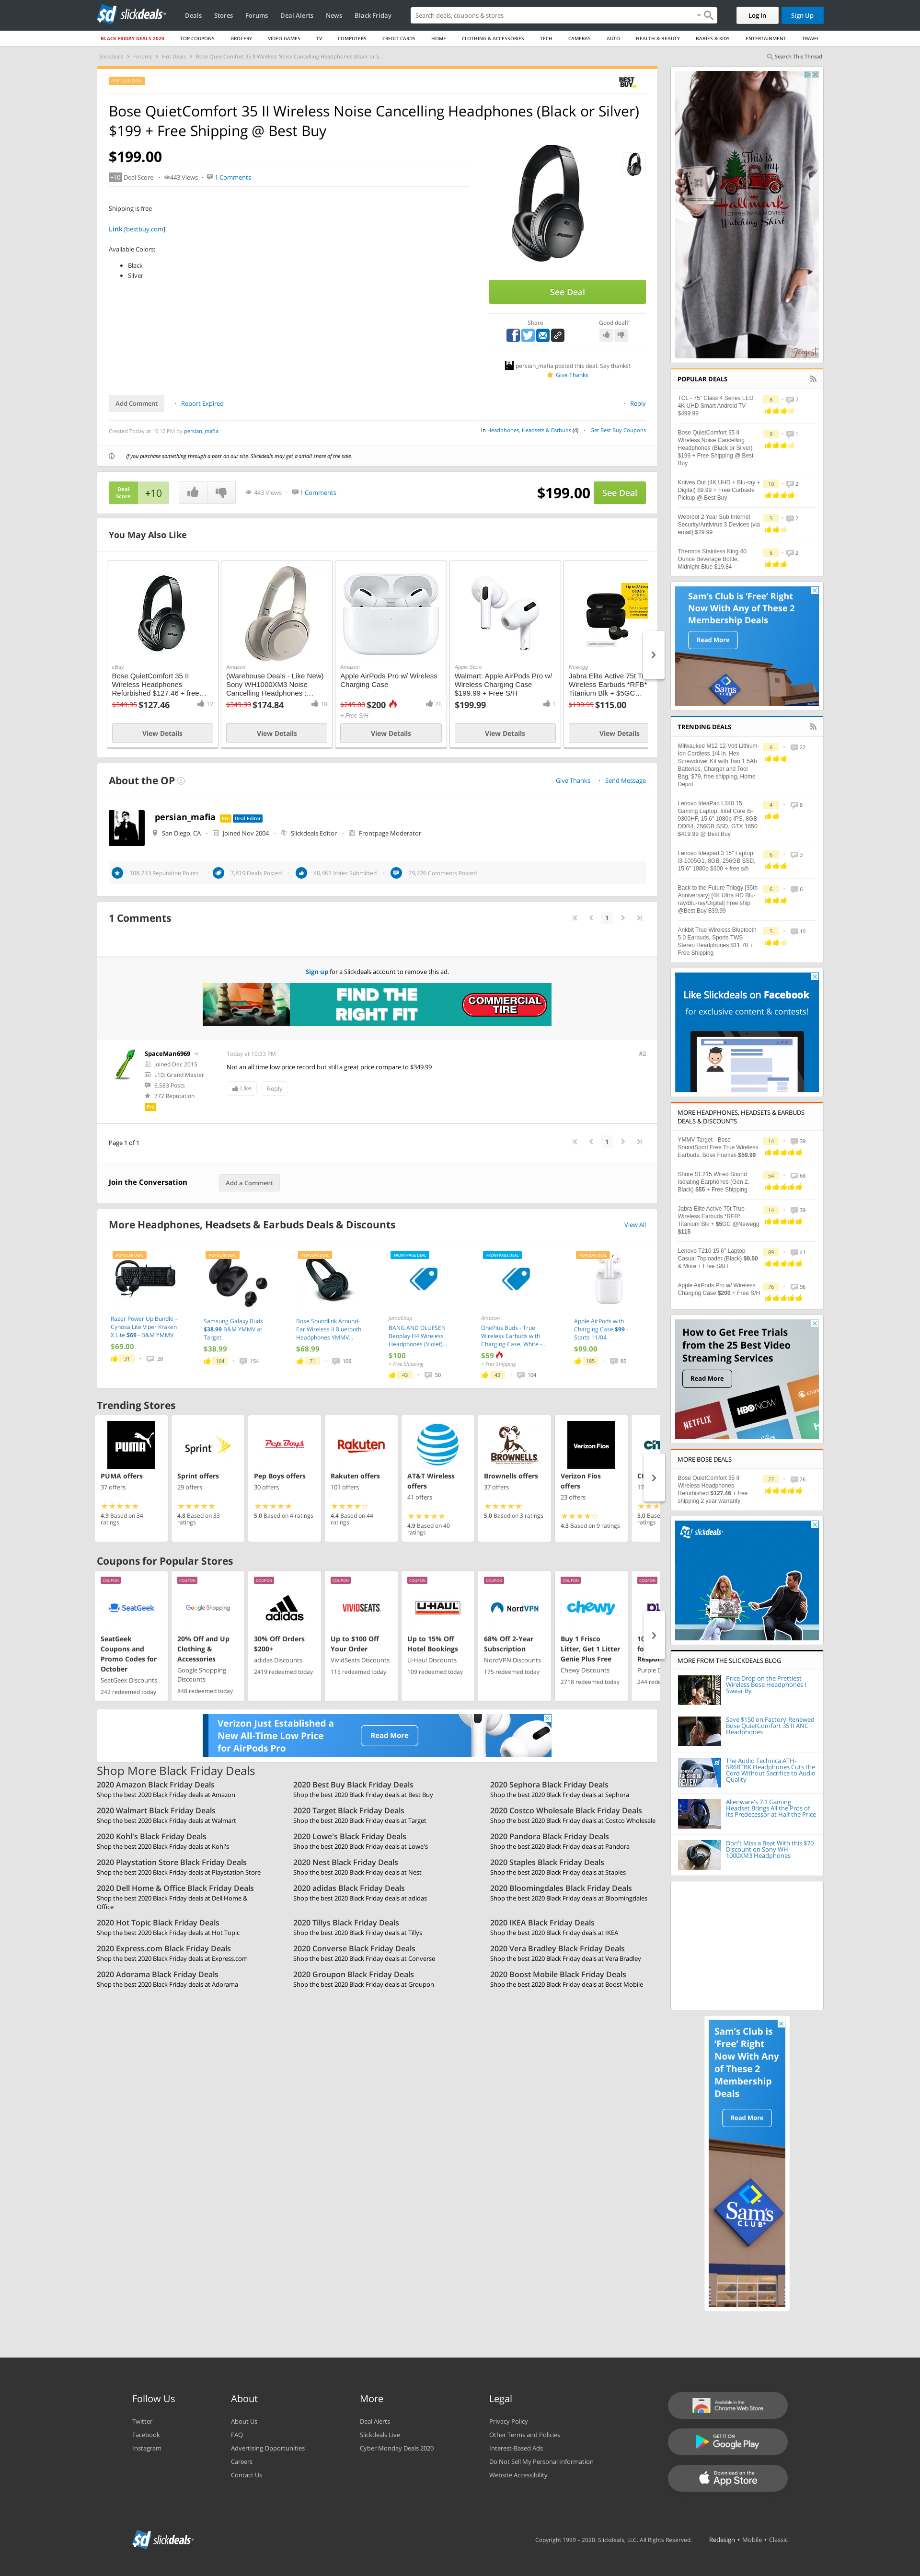 slickdeals
Deals
Stores
Forums
Deal Alerts
News
Black Friday
Search deals, coupons & stores
Log In
Sign Up
BLACK FRIDAY DEALS 2020
TOP COUPONS
GROCERY
VIDEO GAMES
TV
COMPUTERS
CREDIT CARDS
HOME
CLOTHING & ACCESSORIES
TECH
CAMERAS
AUTO
HEALTH & BEAUTY
BABIES & KIDS
ENTERTAINMENT
TRAVEL
Slickdeals > Forums > Hot Deals > Bose QuietComfort 35 II Wireless Noise Cancelling Headphones (Black or S...
Search This Thread
POPULAR DEAL
BEST BUY
Bose QuietComfort 35 II Wireless Noise Cancelling Headphones (Black or Silver)
$199 + Free Shipping @ Best Buy
$199.00
+10 Deal Score
443 Views
1 Comments
Shipping is free
Link [bestbuy.com]
Available Colors:
Black
Silver
See Deal
Share
Good deal?
persian_mafia posted this deal. Say thanks!
Give Thanks
Add Comment
Report Expired
Reply
Created Today at 10:12 PM by persian_mafia
in Headphones, Headsets & Earbuds (4)
Get Best Buy Coupons
If you purchase something through a post on our site, Slickdeals may get a small share of the sale.
Deal Score
+10
443 Views
1 Comments
$199.00
See Deal
You May Also Like
eBay
Bose QuietComfort 35 II
Wireless Headphones
Refurbished $127.46 + free…
$349.95 $127.46
12
View Details
Amazon
(Warehouse Deals - Like New)
Sony WH1000XM3 Noise
Cancelling Headphones :…
$349.99 $174.84
18
View Details
Amazon
Apple AirPods Pro w/ Wireless
Charging Case
$249.00 $200
76
+ Free S/H
View Details
Apple Store
Walmart: Apple AirPods Pro w/
Wireless Charging Case
$199.99 + Free S/H
$199.99
1
View Details
Newegg
Jabra Elite Active 75t Tr
Wireless Earbuds *RFB*
Titanium Blk + $5GC…
$199.99 $115.00
View Details
About the OP
Give Thanks
Send Message
persian_mafia
Pro
Deal Editor
San Diego, CA
Joined Nov 2004
Slickdeals Editor
Frontpage Moderator
108,733 Reputation Points
7,819 Deals Posted
40,461 Votes Submitted
29,226 Comments Posted
1 Comments
1
Sign up for a Slickdeals account to remove this ad.
FIND THE
RIGHT FIT
COMMERCIAL
TIRE
SpaceMan6969
Joined Dec 2015
L10: Grand Master
6,583 Posts
772 Reputation
Pro
Today at 10:33 PM
#2
Not an all time low price record but still a great price compare to $349.99
Like
Reply
Page 1 of 1
1
Join the Conversation
Add a Comment
More Headphones, Headsets & Earbuds Deals & Discounts
View All
POPULAR DEAL
Razer Power Up Bundle –
Cynosa Lite Viper Kraken
X Lite $69 - B&M YMMV
$69.00
31
28
POPULAR DEAL
Samsung Galaxy Buds
$38.99 B&M YMMV at
Target
$38.99
164
154
POPULAR DEAL
Bose Soundlink Around-
Ear Wireless II Bluetooth
Headphones YMMV...
$68.99
71
109
FRONTPAGE DEAL
JomaShop
BANG AND OLUFSEN
Beoplay H4 Wireless
Headphones (Violet)...
$100
+ Free Shipping
43
50
FRONTPAGE DEAL
Amazon
OnePlus Buds - True
Wireless Earbuds with
Charging Case, White -...
$59
+ Free Shipping
43
104
POPULAR DEAL
Apple AirPods with
Charging Case $99 -
Starts 11/04
$99.00
185
85
Trending Stores
PUMA
PUMA offers
37 offers
4.9 Based on 34
ratings
Sprint
Sprint offers
29 offers
4.8 Based on 33
ratings
Pep Boys
Pep Boys offers
30 offers
5.0 Based on 4 ratings
Rakuten
Rakuten offers
101 offers
4.4 Based on 44
ratings
AT&T Wireless
offers
41 offers
4.9 Based on 40
ratings
BROWNELLS
Brownells offers
37 offers
5.0 Based on 3 ratings
Verizon Fios
Verizon Fios
offers
23 offers
4.3 Based on 9 ratings
5.0 Base
ratings
Coupons for Popular Stores
COUPON
SeatGeek
SeatGeek
Coupons and
Promo Codes for
October
SeatGeek Discounts
242 redeemed today
COUPON
Google Shopping
20% Off and Up
Clothing &
Accessories
Google Shopping
Discounts
848 redeemed today
COUPON
adidas
30% Off Orders
$200+
adidas Discounts
2419 redeemed today
COUPON
VIVIDSEATS.
Up to $100 Off
Your Order
VividSeats Discounts
115 redeemed today
COUPON
U-HAUL
Up to 15% Off
Hotel Bookings
U-Haul Discounts
109 redeemed today
COUPON
NordVPN
68% Off 2-Year
Subscription
NordVPN Discounts
175 redeemed today
COUPON
chewy
Buy 1 Frisco
Litter, Get 1 Litter
Genie Plus Free
Chewy Discounts
2718 redeemed today
COUPON
Verizon Just Established a
New All-Time Low Price
for AirPods Pro
Read More
Shop More Black Friday Deals
2020 Amazon Black Friday Deals
Shop the best 2020 Black Friday deals at Amazon
2020 Best Buy Black Friday Deals
Shop the best 2020 Black Friday deals at Best Buy
2020 Sephora Black Friday Deals
Shop the best 2020 Black Friday deals at Sephora
2020 Walmart Black Friday Deals
Shop the best 2020 Black Friday deals at Walmart
2020 Target Black Friday Deals
Shop the best 2020 Black Friday deals at Target
2020 Costco Wholesale Black Friday Deals
Shop the best 2020 Black Friday deals at Costco Wholesale
2020 Kohl's Black Friday Deals
Shop the best 2020 Black Friday deals at Kohl's
2020 Lowe's Black Friday Deals
Shop the best 2020 Black Friday deals at Lowe's
2020 Pandora Black Friday Deals
Shop the best 2020 Black Friday deals at Pandora
2020 Playstation Store Black Friday Deals
Shop the best 2020 Black Friday deals at Playstation Store
2020 Nest Black Friday Deals
Shop the best 2020 Black Friday deals at Nest
2020 Staples Black Friday Deals
Shop the best 2020 Black Friday deals at Staples
2020 Dell Home & Office Black Friday Deals
Shop the best 2020 Black Friday deals at Dell Home &
Office
2020 adidas Black Friday Deals
Shop the best 2020 Black Friday deals at adidas
2020 Bloomingdales Black Friday Deals
Shop the best 2020 Black Friday deals at Bloomingdales
2020 Hot Topic Black Friday Deals
Shop the best 2020 Black Friday deals at Hot Topic
2020 Tillys Black Friday Deals
Shop the best 2020 Black Friday deals at Tillys
2020 IKEA Black Friday Deals
Shop the best 2020 Black Friday deals at IKEA
2020 Express.com Black Friday Deals
Shop the best 2020 Black Friday deals at Express.com
2020 Converse Black Friday Deals
Shop the best 2020 Black Friday deals at Converse
2020 Vera Bradley Black Friday Deals
Shop the best 2020 Black Friday deals at Vera Bradley
2020 Adorama Black Friday Deals
Shop the best 2020 Black Friday deals at Adorama
2020 Groupon Black Friday Deals
Shop the best 2020 Black Friday deals at Groupon
2020 Boost Mobile Black Friday Deals
Shop the best 2020 Black Friday deals at Boost Mobile
This is my
Hallmark
CHRISTMAS MOVIES
Watching Shirt
POPULAR DEALS
TCL - 75" Class 4 Series LED
4K UHD Smart Android TV
$499.99
8
7
Bose QuietComfort 35 II
Wireless Noise Cancelling
Headphones (Black or Silver)
$199 + Free Shipping @ Best
Buy
9
1
Knives Out (4K UHD + Blu-ray +
Digital) $9.99 + Free Curbside
Pickup @ Best Buy
10
2
Webroot 2 Year Sub Internet
Security/Antivirus 3 Devices (via
email) $29.99
5
2
Thermos Stainless King 40
Ounce Beverage Bottle,
Midnight Blue $19.84
6
2
Sam's Club is 'Free' Right
Now With Any of These 2
Membership Deals
Read More
Sam's
TRENDING DEALS
Milwaukee M12 12-Volt Lithium-
Ion Cordless 1/4 in. Hex
Screwdriver Kit with Two 1.5Ah
Batteries, Charger and Tool
Bag, $79, free shipping, Home
Depot
6
22
Lenovo IdeaPad L340 15
Gaming Laptop: Intel Core i5-
9300HF, 15.6" 1080p IPS, 8GB
DDR4, 256GB SSD, GTX 1650
$419.99 @ Best Buy
4
8
Lenovo Ideapad 3 15" Laptop:
i3-1005G1, 8GB, 256GB SSD,
15.6" 1080p $300 + free s/h
6
3
Back to the Future Trilogy [35th
Anniversary] [4K Ultra HD Blu-
ray/Blu-ray/Digital] Free ship
@Best Buy $39.99
6
6
Ankbit True Wireless Bluetooth
5.0 Earbuds, Sports TWS
Stereo Headphones $11.70 +
Free Shipping
5
10
Like Slickdeals on Facebook
for exclusive content & contests!
MORE HEADPHONES, HEADSETS & EARBUDS
DEALS & DISCOUNTS
YMMV Target - Bose
SoundSport Free True Wireless
Earbuds, Bose Frames $59.99
14
39
Shure SE215 Wired Sound
Isolating Earphones (Gen 2,
Black) $55 + Free Shipping
54
68
Jabra Elite Active 75t True
Wireless Earbuds *RFB*
Titanium Blk + $5GC @Newegg
$115
14
39
Lenovo T210 15.6" Laptop
Casual Toploader (Black) $9.50
& More + Free S&H
89
41
Apple AirPods Pro w/ Wireless
Charging Case $200 + Free S/H
76
96
How to Get Free Trials
from the 25 Best Video
Streaming Services
Read More
NETFLIX
HBO NOW
MORE BOSE DEALS
Bose QuietComfort 35 II
Wireless Headphones
Refurbished $127.46 + free
shipping 2 year warranty
27
26
slickdeals
MORE FROM THE SLICKDEALS BLOG
Price Drop on the Prettiest
Wireless Bose Headphones I
Swear By
Save $150 on Factory-Renewed
Bose QuietComfort 35 II ANC
Headphones
The Audio Technica ATH-
SR6BTBK Headphones Cuts the
Cord Without Sacrifice to Audio
Quality
Alienware's 7.1 Gaming
Headset Brings All the Pros of
Its Predecessor at Half the Price
Don't Miss a Beat With this $70
Discount on Sony WH-
1000XM3 Headphones
Sam's Club is
'Free' Right
Now With Any
of These 2
Membership
Deals
Read More
Sam's
CLUB
Follow Us
Twitter
Facebook
Instagram
About
About Us
FAQ
Advertising Opportunities
Careers
Contact Us
More
Deal Alerts
Slickdeals Live
Cyber Monday Deals 2020
Legal
Privacy Policy
Other Terms and Policies
Interest-Based Ads
Do Not Sell My Personal Information
Website Accessibility
Available in the
Chrome Web Store
GET IT ON
Google Play
Download on the
App Store
slickdeals
Copyright 1999 – 2020. Slickdeals, LLC. All Rights Reserved.
Redesign • Mobile • Classic